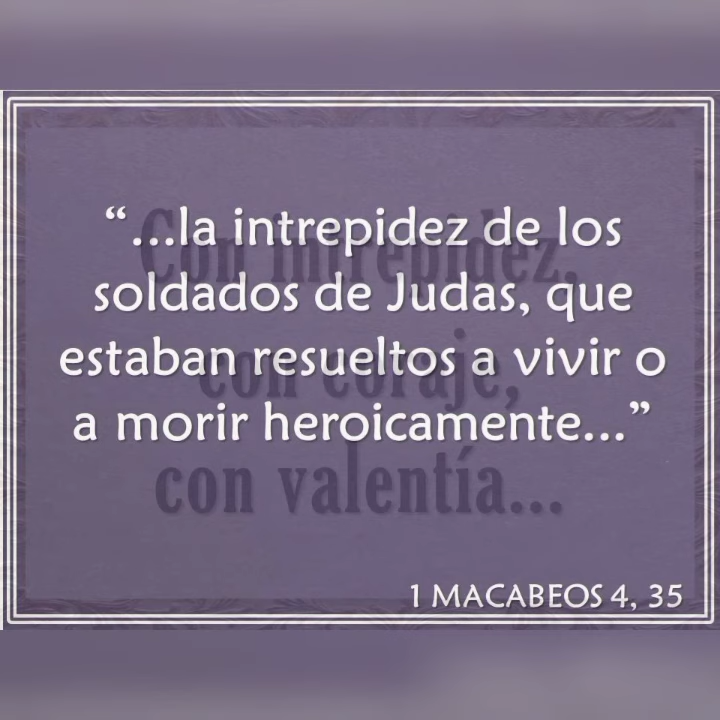 “...la intrepidez de los
soldados de Judas, que
estaban resueltos a vivir o
a morir heroicamente...”
Con intrepidez,
con coraje,
con valentía...
1 MACABEOS 4, 35